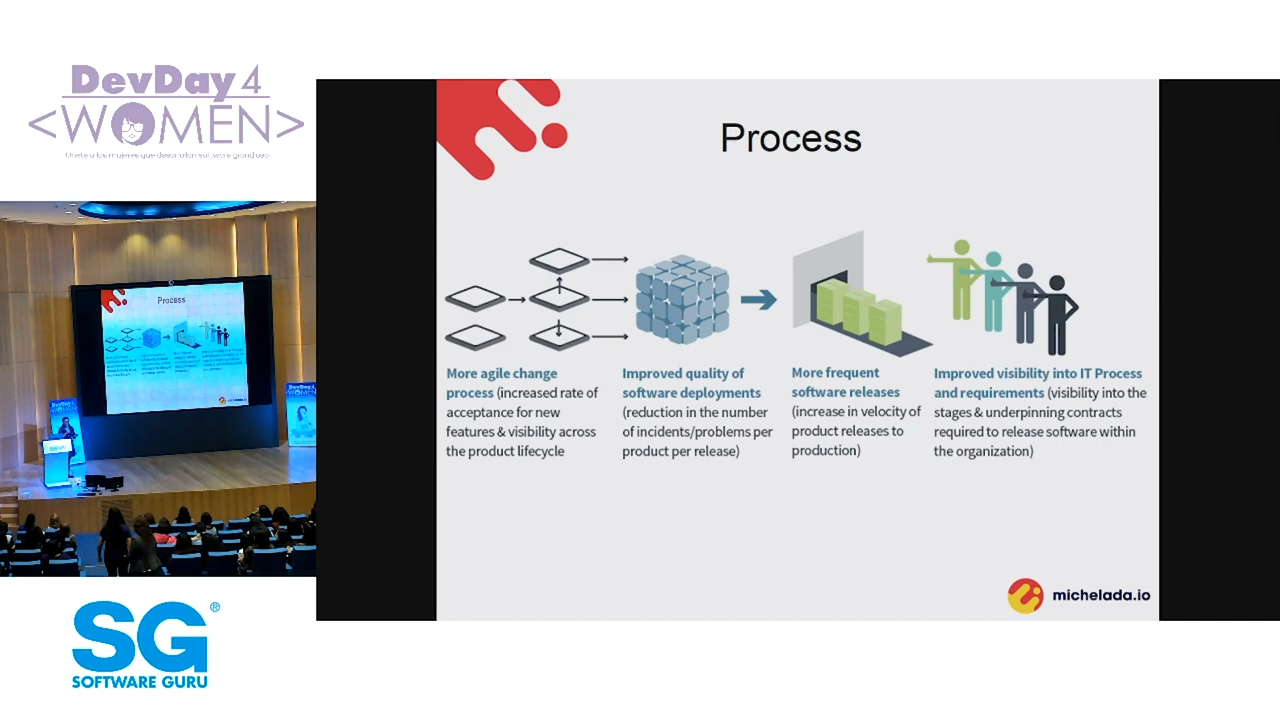 DevDay4
<WOMEN>
Process
More agile change
process (increased rate of
acceptance for new
features & visibility across
the product lifecycle
Improved quality of
software deployments
(reduction in the number
of incidents/problems per
product per release)
More frequent
software releases
(increase in velocity of
product releases to
production)
Improved visibility into IT Process
and requirements (visibility into the
stages & underpinning contracts
required to release software within
the organization)
michelada.io
Process
SG®
SOFTWARE GURU